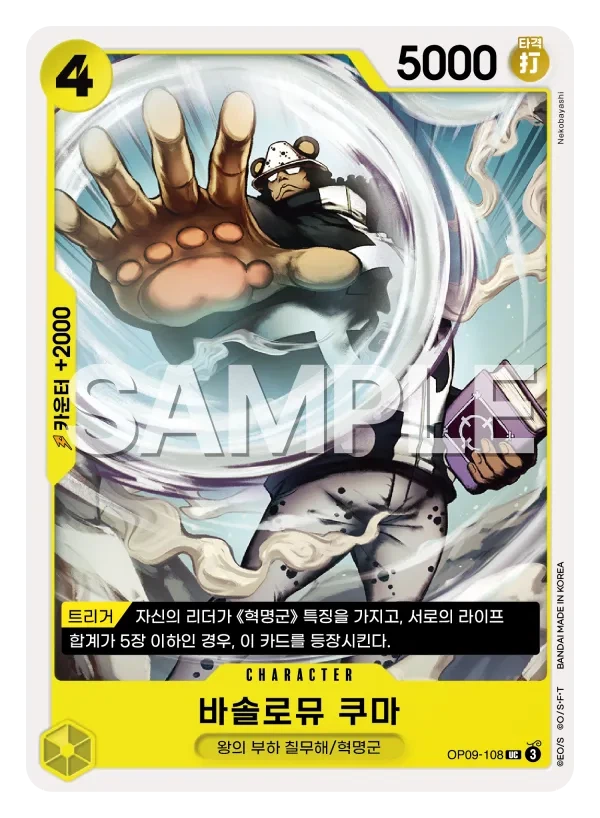 4
5000
타격
打
Nekobayashi
카운터 +2000
SAMPLE
트리거 자신의 리더가 《혁명군》 특징을 가지고, 서로의 라이프
합계가 5장 이하인 경우, 이 카드를 등장시킨다.
CHARACTER
바솔로뮤 쿠마
왕의 부하 칠무해/혁명군
OP09-108 UC 3
©EO/S ©O/S・F・T BANDAI MADE IN KOREA